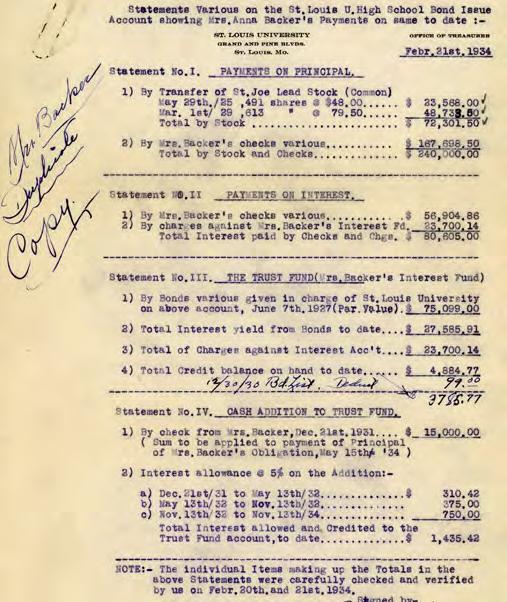 Statements Various on the St.Louis U.High School Bond Issue
Account showing Mrs.Anna Backer's Payments on same to date :-
ST. LOUIS UNIVERSITY
GRAND AND PINE BLVDS.
ST. LOUIS, MO.
OFFICE OF TREASURER
Febr.21st.1934
Mrs. Backer
Duplicate
Copy.
Statement No.I. PAYMENTS ON PRINCIPAL.
1) By Transfer of St.Joe Lead Stock (Common)
May 29th./25 ,491 shares @ $48.00...... $ 23,568.00 ✓
Mar. 1st/ 29 ,613 " @ 79.50...... $ 48,733.50 ✓
Total by Stock .................. $ 72,301.50 ✓
2) By Mrs.Backer's checks various........... $ 167,698.50
Total by Stock and Checks........... $ 240,000.00
Statement NO.II PAYMENTS ON INTEREST.
1) By Mrs.Backer's checks various.......... .$ 56,904.86
2) By charges against Mrs.Backer's Interest Fd. 23,700.14
Total Interest paid by Checks and Chgs. $ 80,605.00
Statement No.III. THE TRUST FUND(Mrs.Backer's Interest Fund)
1) By Bonds various given in charge of St.Louis University
on above account, June 7th.1927(Par.Value).$ 75,099.00
2) Total Interest yield from Bonds to date....$ 27,585.91
3) Total of Charges against Interest Acc't....$ 23,700.14
4) Total Credit balance on hand to date.......$ 4,884.77
12/30/30 Bd. Deduct 99.00
3785.77
Statement No.IV. CASH ADDITION TO TRUST FUND.
1) By check from Mrs.Backer,Dec.21st.1931.....$ 15,000.00
( Sum to be applied to payment of Principal
of Mrs.Backer's Obligation,May 15th '34 )
2) Interest allowance @ 5% on the Addition:-
a) Dec.21st/31 to May 13th/32..............$ 310.42
b) May 13th/32 to Nov.13th/32.............. 375.00
c) Nov.13th/32 to Nov.13th/34.............. 750.00
Total Interest allowed and Credited to the
Trust Fund account,to date.............$ 1,435.42
NOTE:- The individual Items making up the Totals in the
above Statements were carefully checked and verified
by us on Febr.20th.and 21st.1934.
Signed by-